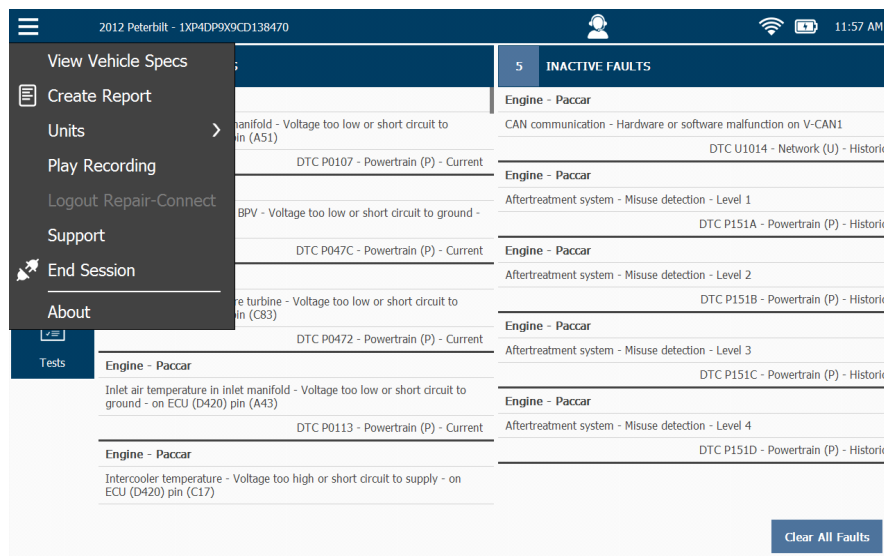 2012 Peterbilt - 1XP4DP9X9CD138470
11:57 AM
View Vehicle Specs
Create Report
Units
Play Recording
Logout Repair-Connect
Support
End Session
About
Tests
manifold - Voltage too low or short circuit to
pin (A51)
DTC P0107 - Powertrain (P) - Current
BPV - Voltage too low or short circuit to ground -
DTC P047C - Powertrain (P) - Current
re turbine - Voltage too low or short circuit to
pin (C83)
DTC P0472 - Powertrain (P) - Current
Engine - Paccar
Inlet air temperature in inlet manifold - Voltage too low or short circuit to
ground - on ECU (D420) pin (A43)
DTC P0113 - Powertrain (P) - Current
Engine - Paccar
Intercooler temperature - Voltage too high or short circuit to supply - on
ECU (D420) pin (C17)
5 INACTIVE FAULTS
Engine - Paccar
CAN communication - Hardware or software malfunction on V-CAN1
DTC U1014 - Network (U) - Historic
Engine - Paccar
Aftertreatment system - Misuse detection - Level 1
DTC P151A - Powertrain (P) - Historic
Engine - Paccar
Aftertreatment system - Misuse detection - Level 2
DTC P151B - Powertrain (P) - Historic
Engine - Paccar
Aftertreatment system - Misuse detection - Level 3
DTC P151C - Powertrain (P) - Historic
Engine - Paccar
Aftertreatment system - Misuse detection - Level 4
DTC P151D - Powertrain (P) - Historic
Clear All Faults